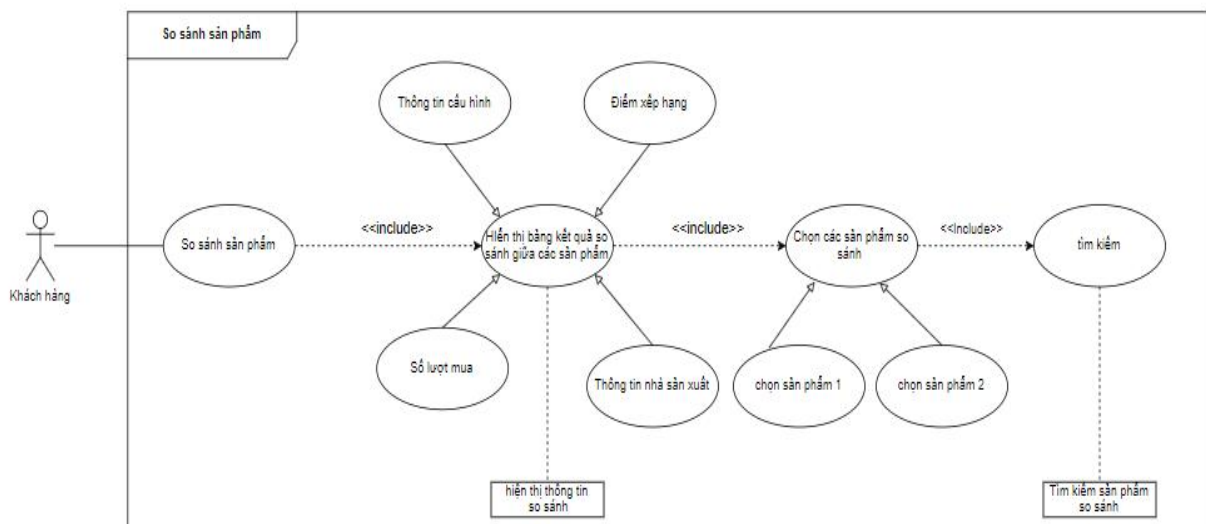 So sánh sản phẩm
Thông tin cấu hình
Điểm xếp hạng
Khách hàng
So sánh sản phẩm
<<include>>
HIển thị bảng kết quả so
sánh giữa các sản phẩm
<<include>>
Chọn các sản phẩm so
sánh
<<Include>>
tìm kiếm
Số lượt mua
Thông tin nhà sản xuất
chọn sản phẩm 1
chọn sản phẩm 2
hiện thị thông tin
so sánh
Tìm kiếm sản phẩm
so sánh